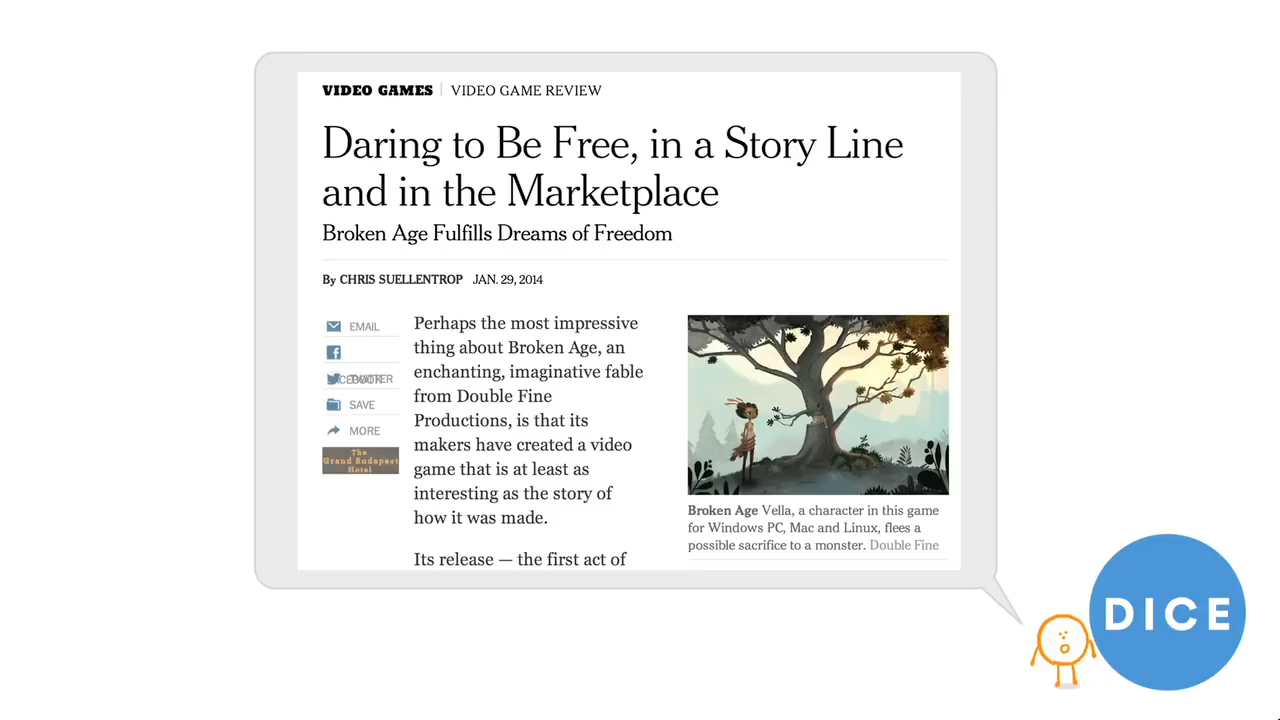 VIDEO GAMES | VIDEO GAME REVIEW
Daring to Be Free, in a Story Line
and in the Marketplace
Broken Age Fulfills Dreams of Freedom
By CHRIS SUELLENTROP JAN. 29, 2014
EMAIL
TWITTER
SAVE
MORE
The
Grand Budapest
Hotel
Perhaps the most impressive
thing about Broken Age, an
enchanting, imaginative fable
from Double Fine
Productions, is that its
makers have created a video
game that is at least as
interesting as the story of
how it was made.
Its release — the first act of
Broken Age Vella, a character in this game
for Windows PC, Mac and Linux, flees a
possible sacrifice to a monster. Double Fine
DICE